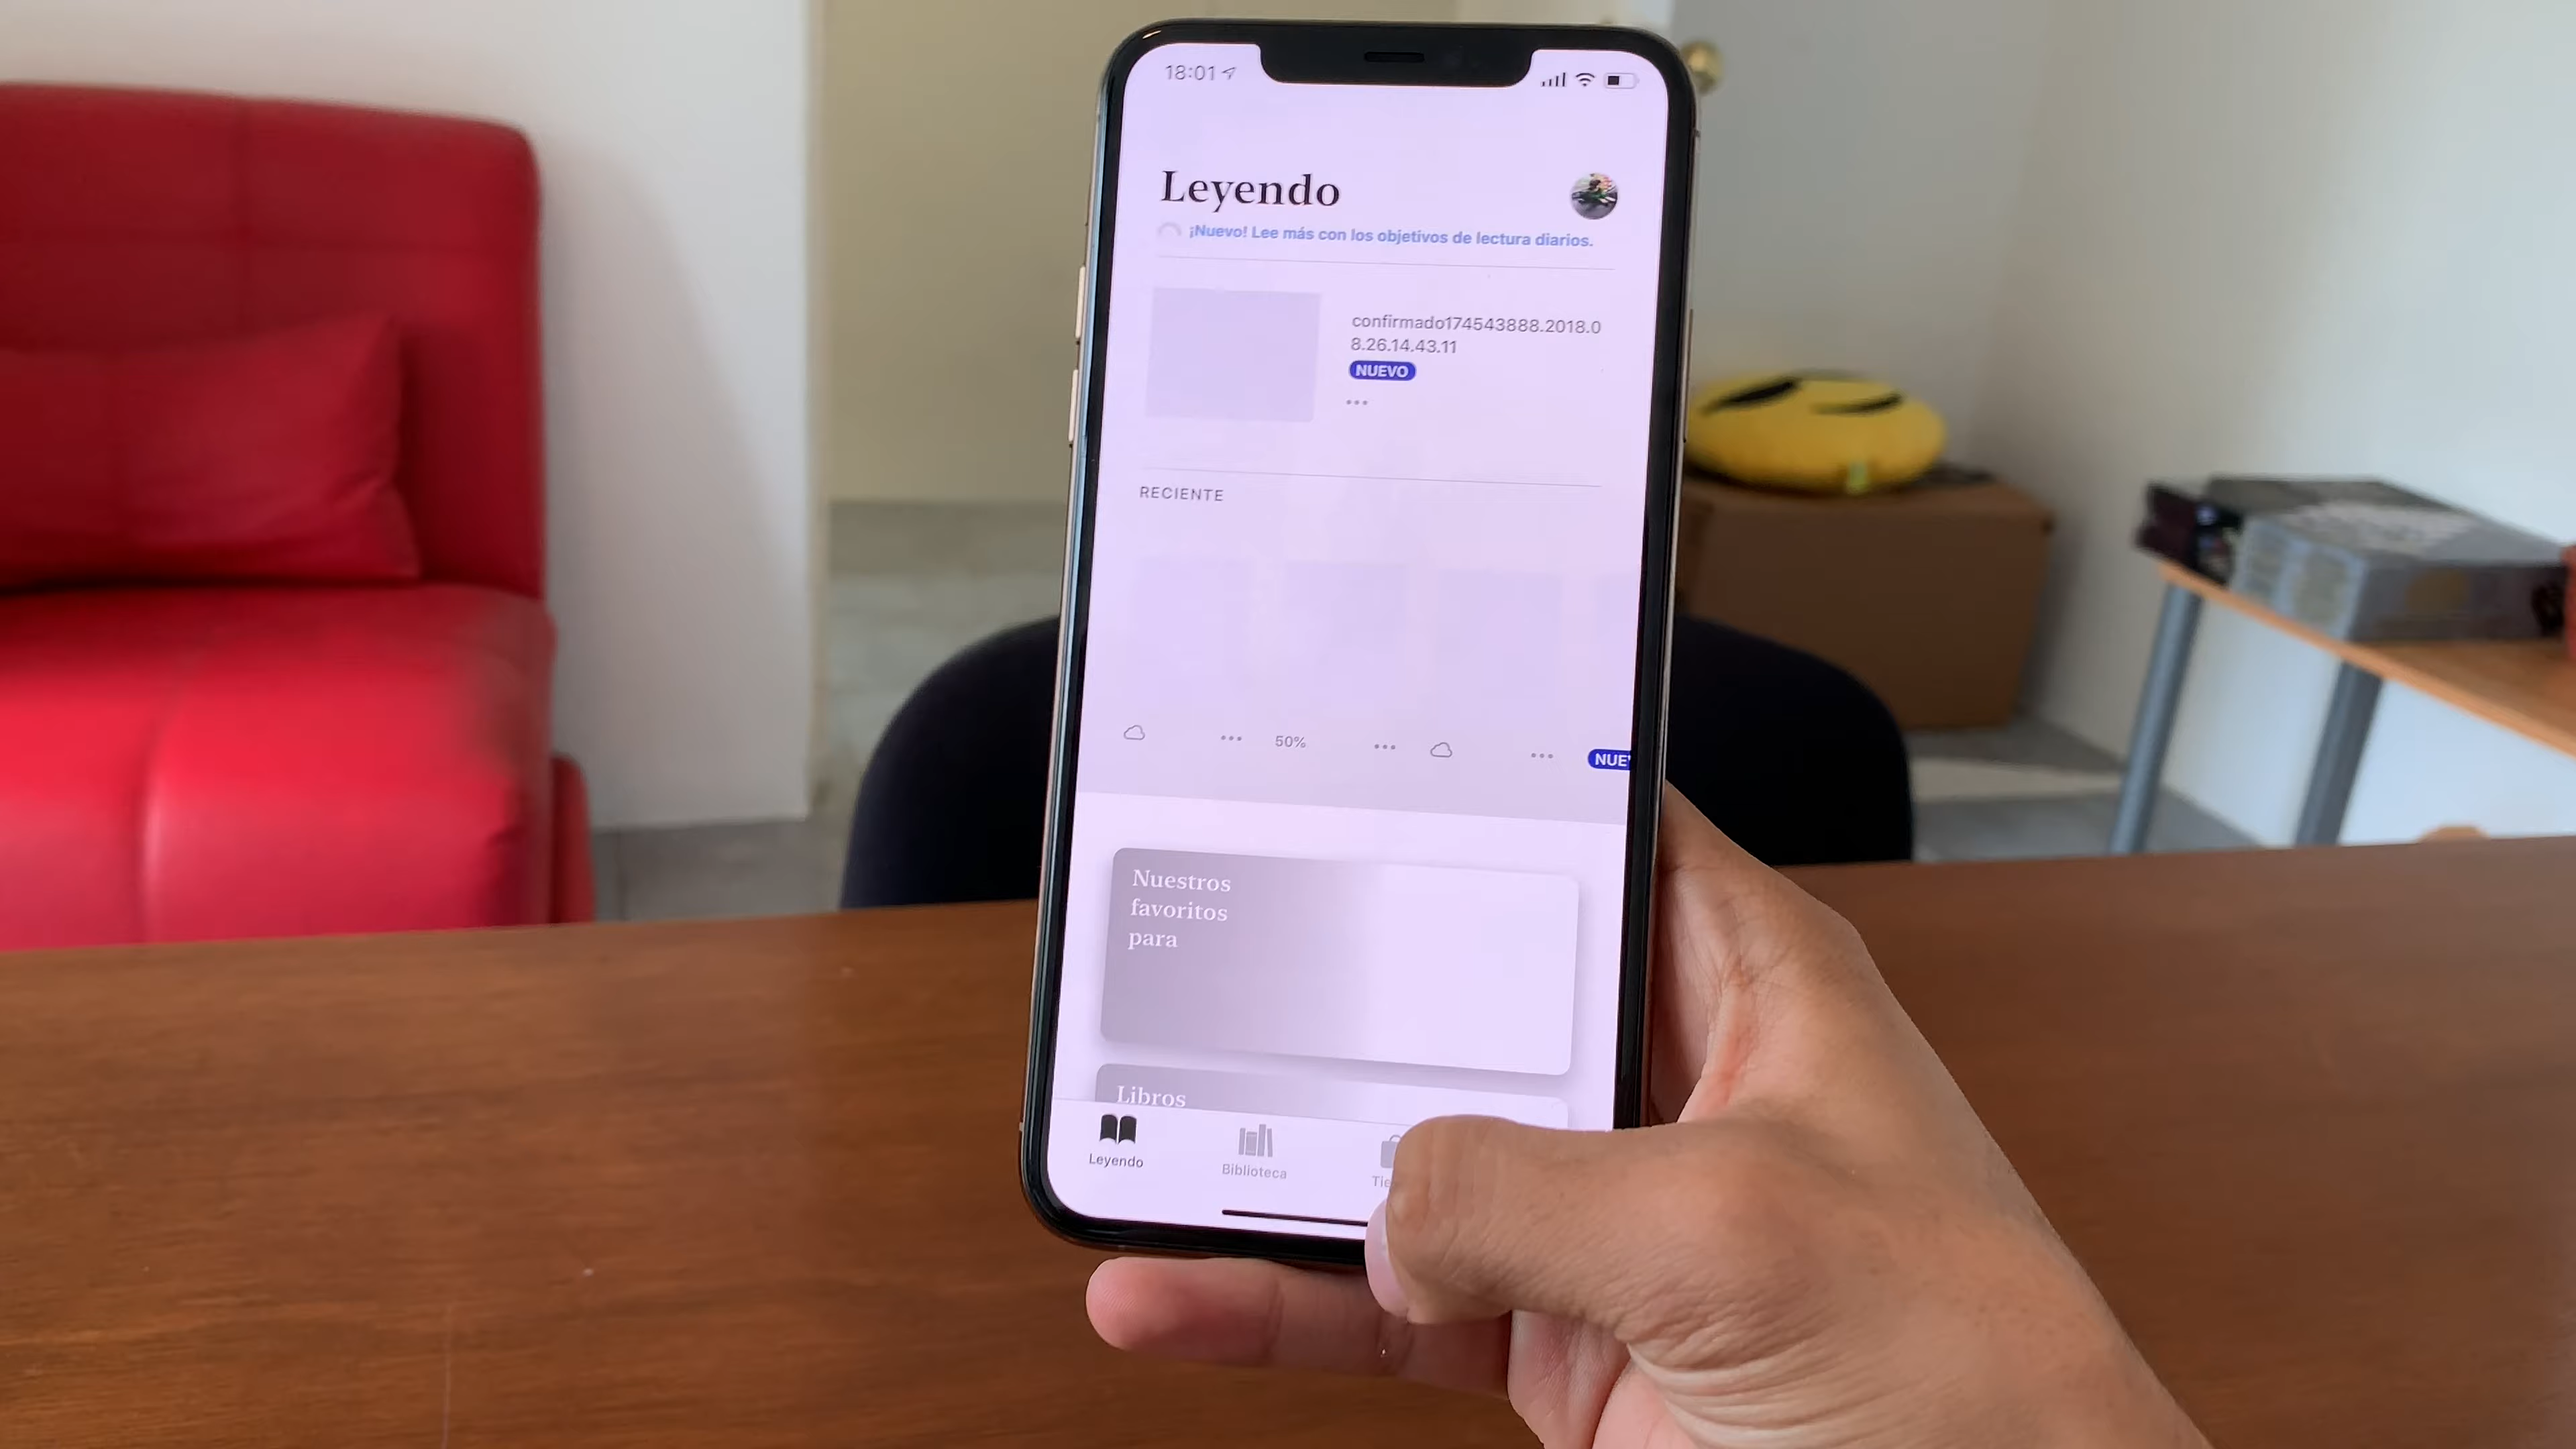 18:01
Leyendo
¡Nuevo! Lee más con los objetivos de lectura diarios.
confirmado174543888.2018.0
8.26.14.43.11
NUEVO
RECIENTE
50%
Nuestros
favoritos
para
Libros
Leyendo
Biblioteca